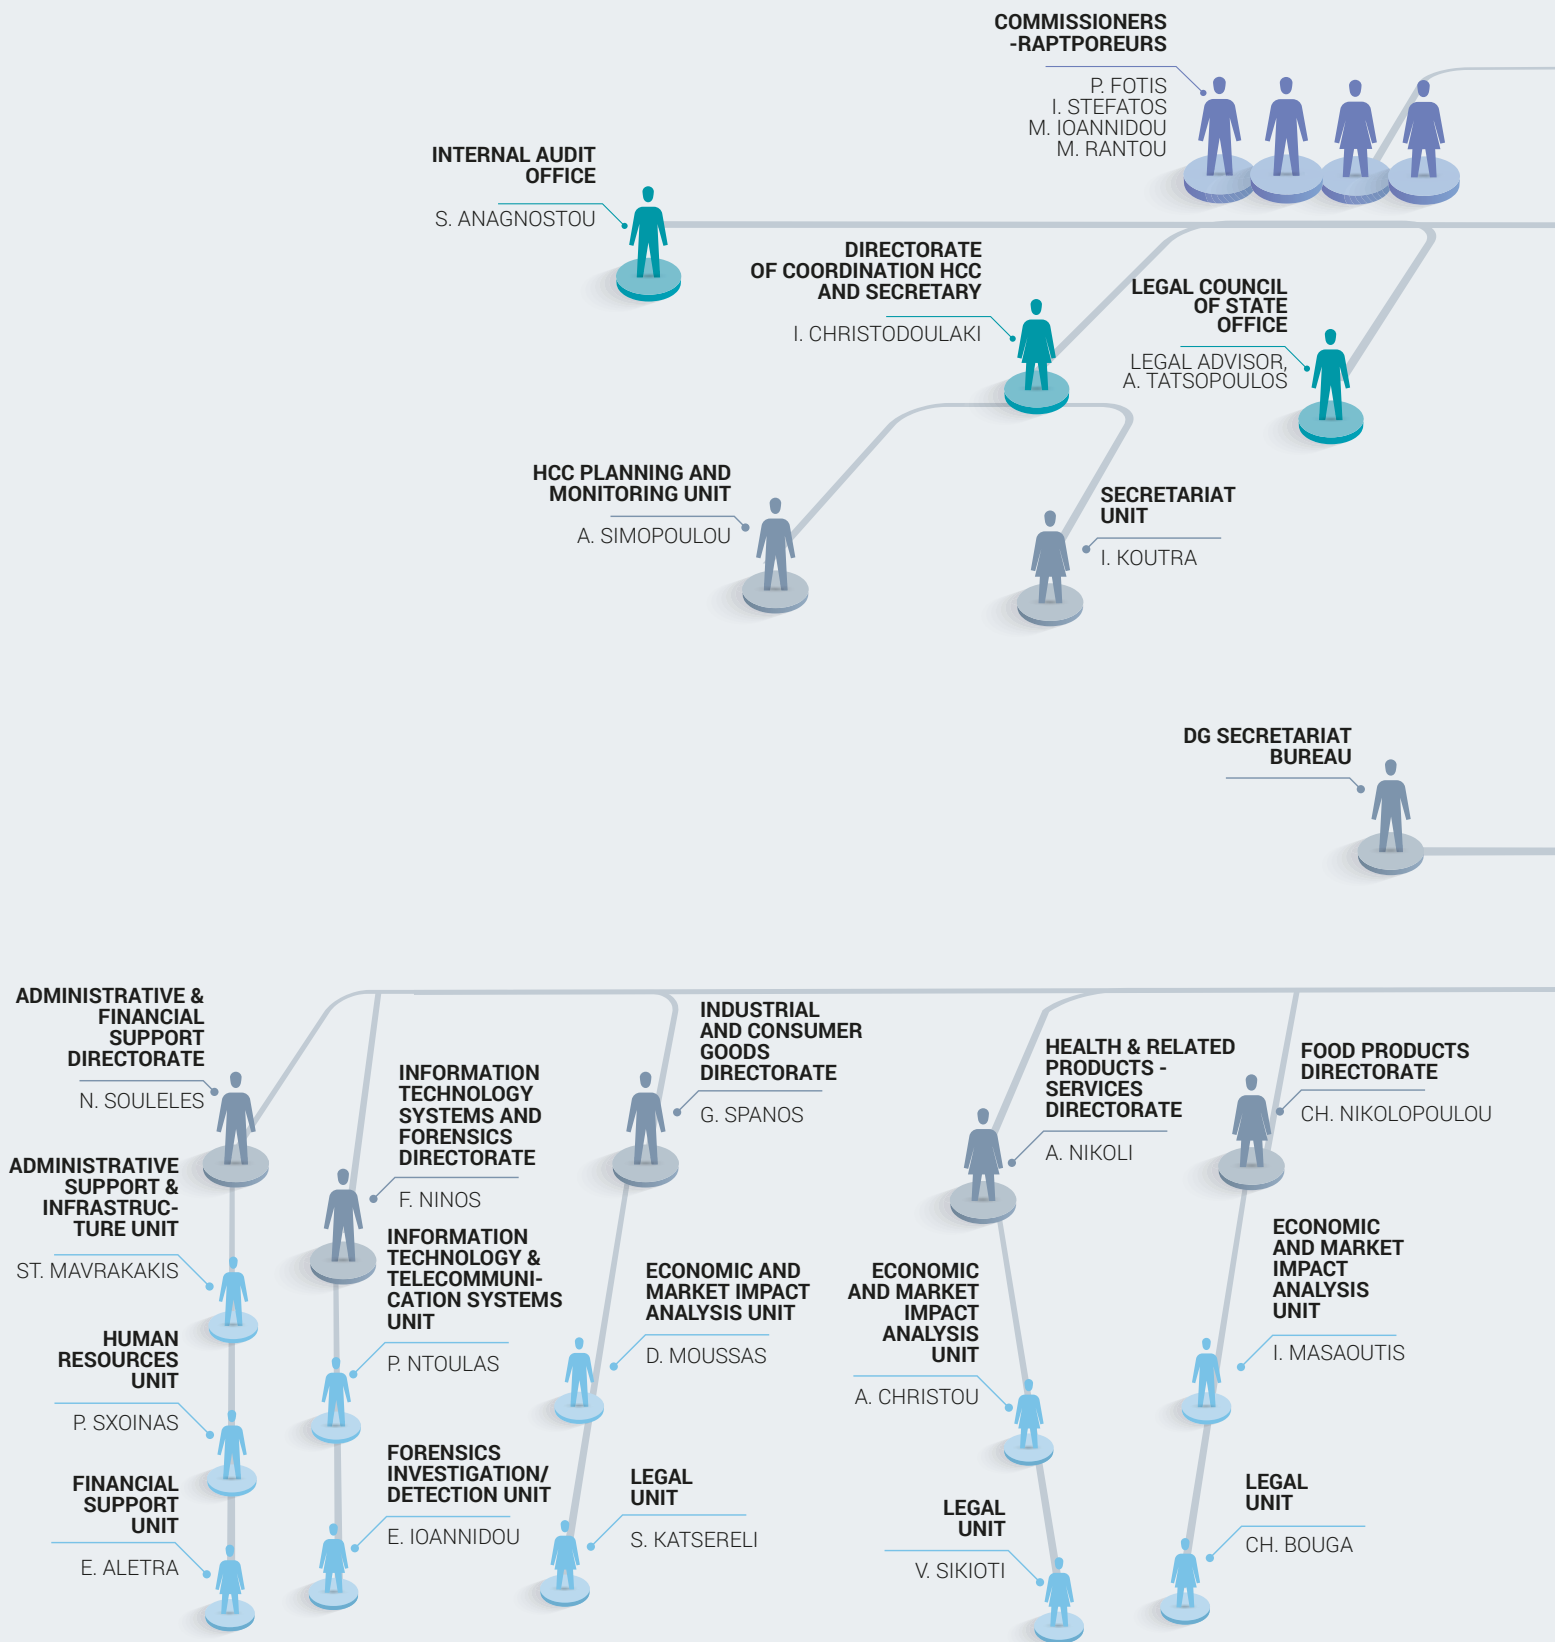 COMMISSIONERS
-RAPTPOREURS
P. FOTIS
I. STEFATOS
M. IOANNIDOU
M. RANTOU
INTERNAL AUDIT
OFFICE
S. ANAGNOSTOU
DIRECTORATE
OF COORDINATION HCC
AND SECRETARY
I. CHRISTODOULAKI
LEGAL COUNCIL
OF STATE
OFFICE
LEGAL ADVISOR,
A. TATSOPOULOS
HCC PLANNING AND
MONITORING UNIT
A. SIMOPOULOU
SECRETARIAT
UNIT
I. KOUTRA
DG SECRETARIAT
BUREAU
ADMINISTRATIVE &
FINANCIAL
SUPPORT
DIRECTORATE
N. SOULELES
ADMINISTRATIVE
SUPPORT &
INFRASTRUC-
TURE UNIT
ST. MAVRAKAKIS
HUMAN
RESOURCES
UNIT
P. SXOINAS
FINANCIAL
SUPPORT
UNIT
E. ALETRA
INFORMATION
TECHNOLOGY
SYSTEMS AND
FORENSICS
DIRECTORATE
F. NINOS
INFORMATION
TECHNOLOGY &
TELECOMMUNI-
CATION SYSTEMS
UNIT
P. NTOULAS
FORENSICS
INVESTIGATION/
DETECTION UNIT
E. IOANNIDOU
INDUSTRIAL
AND CONSUMER
GOODS
DIRECTORATE
G. SPANOS
ECONOMIC AND
MARKET IMPACT
ANALYSIS UNIT
D. MOUSSAS
LEGAL
UNIT
S. KATSERELI
HEALTH & RELATED
PRODUCTS -
SERVICES
DIRECTORATE
A. NIKOLI
ECONOMIC
AND MARKET
IMPACT
ANALYSIS
UNIT
A. CHRISTOU
LEGAL
UNIT
V. SIKIOTI
FOOD PRODUCTS
DIRECTORATE
CH. NIKOLOPOULOU
ECONOMIC
AND MARKET
IMPACT
ANALYSIS
UNIT
I. MASAOUTIS
LEGAL
UNIT
CH. BOUGA